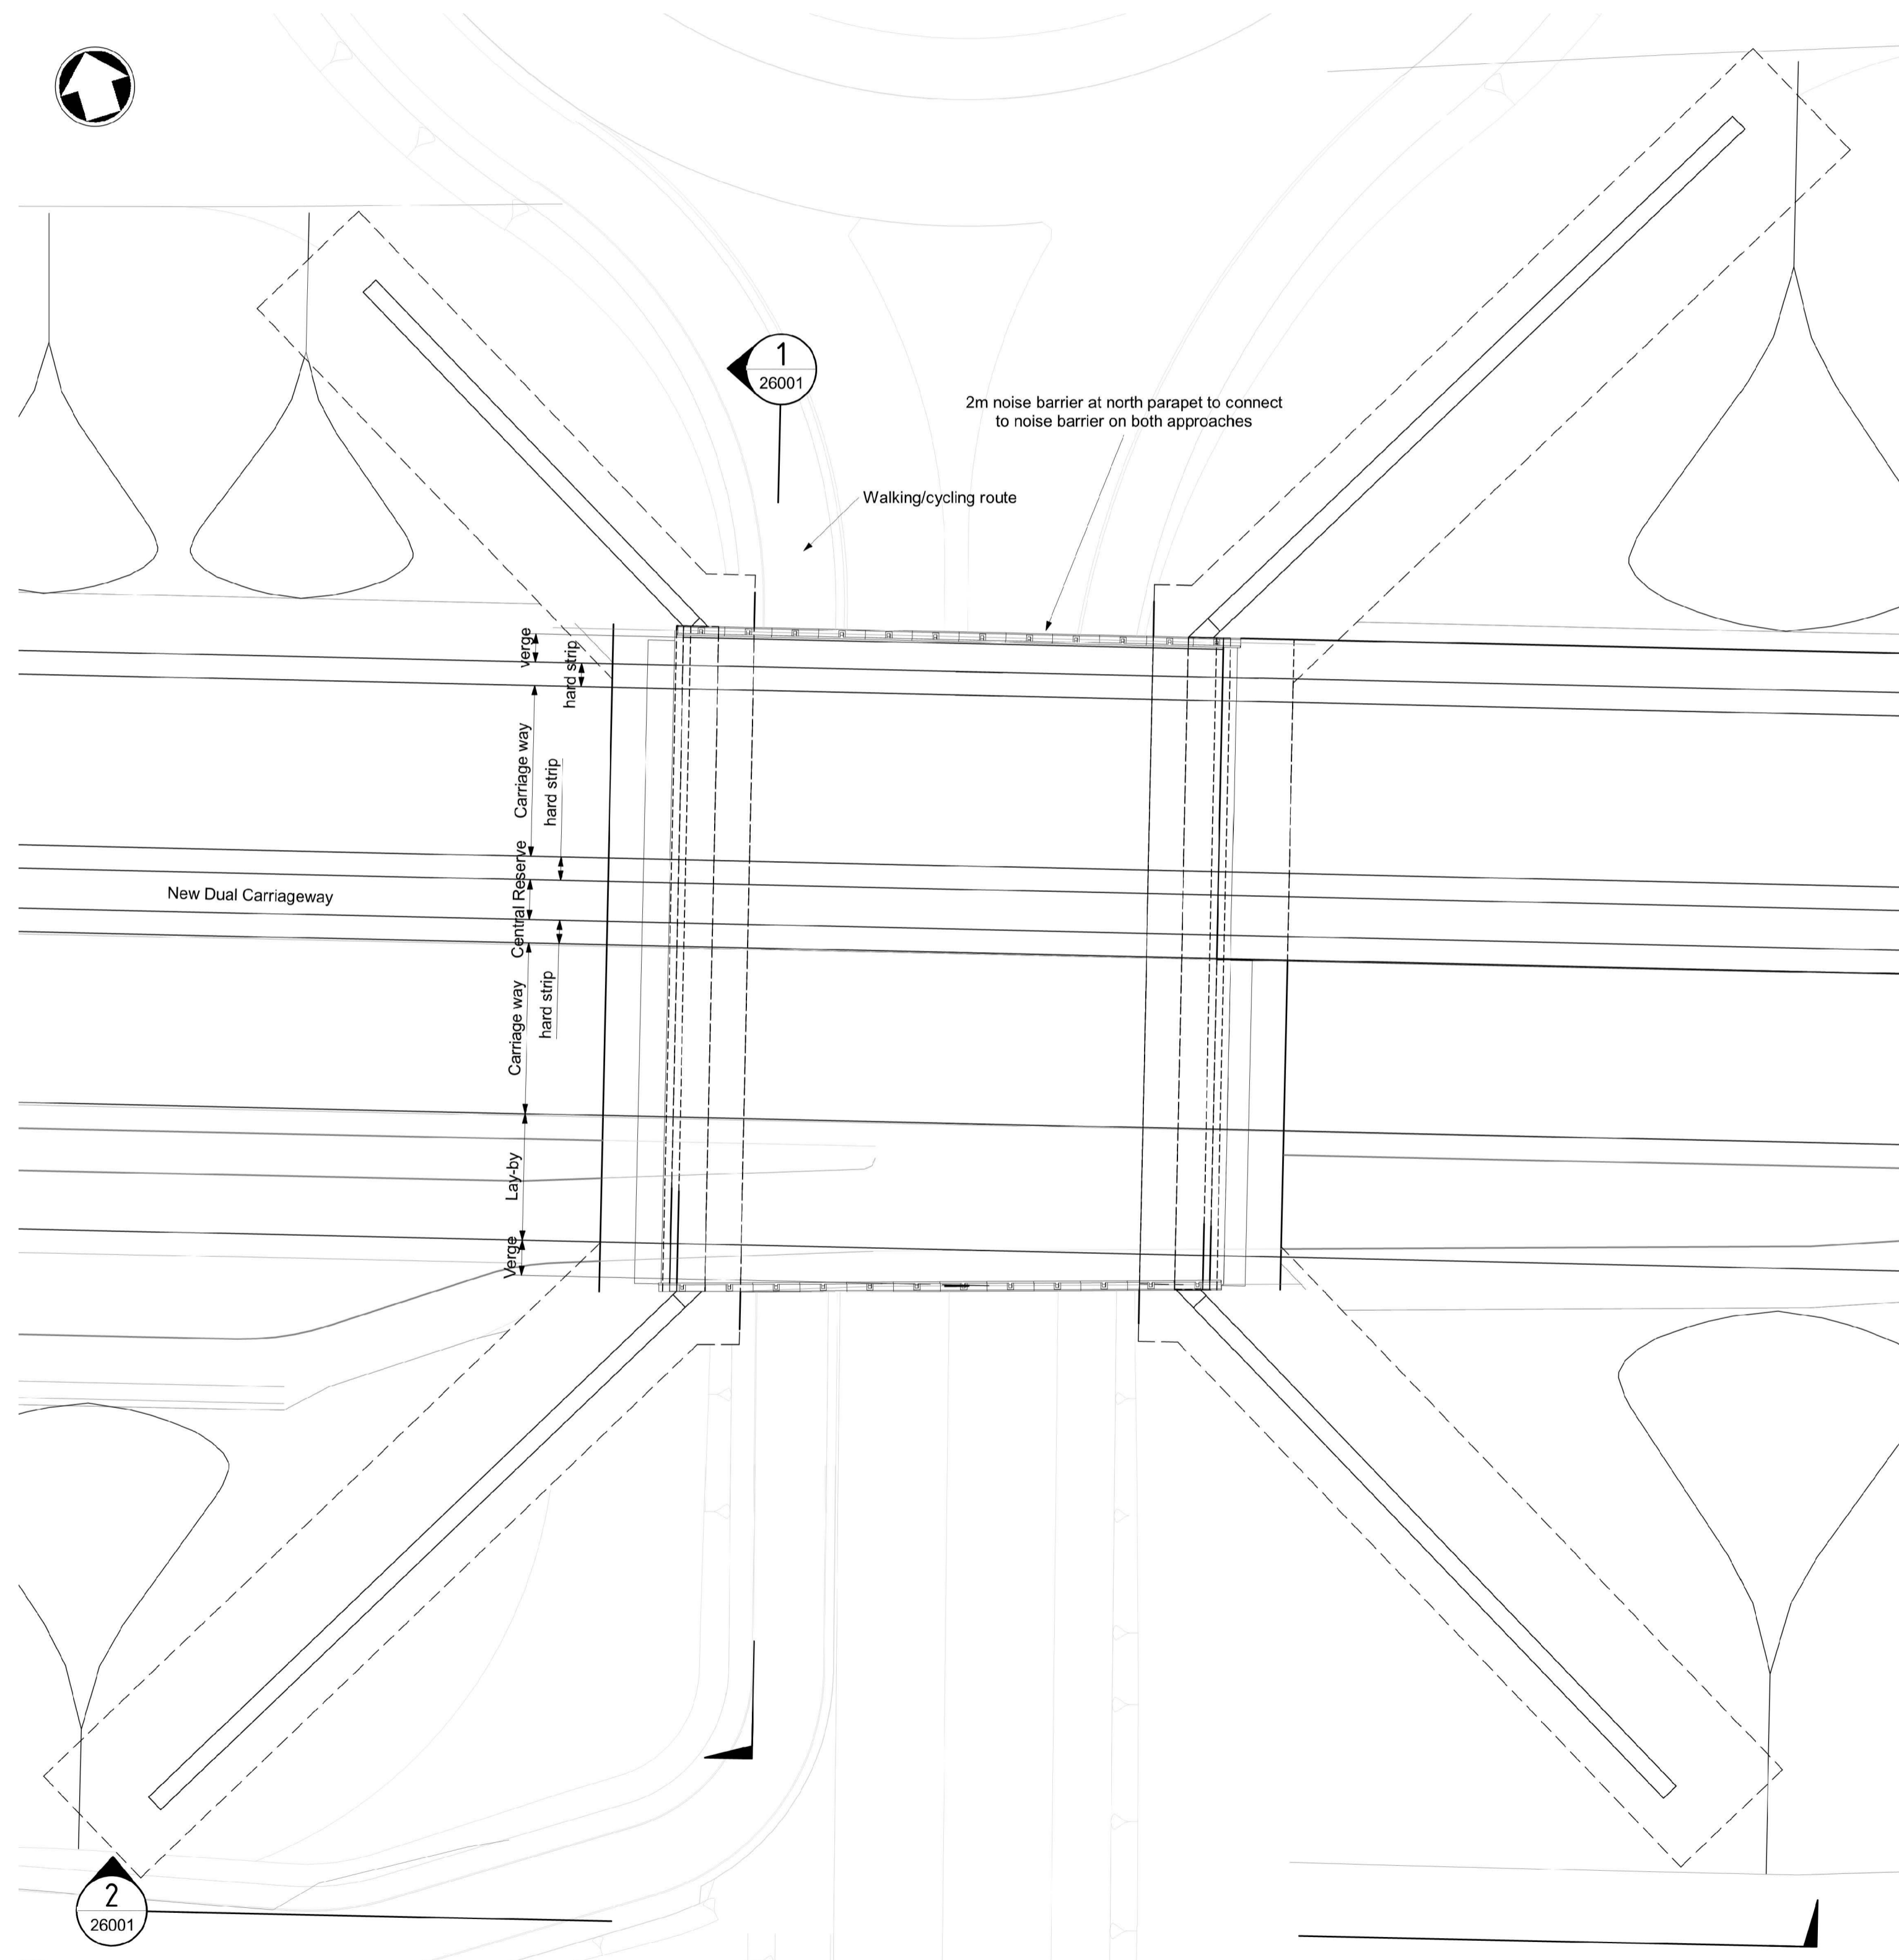 1
26001
2m noise barrier at north parapet to connect
to noise barrier on both approaches
Walking/cycling route
verge
hard strip
Carriage way
hard strip
Central Reserve
New Dual Carriageway
Carriage way
hard strip
Lay-by
Verge
2
26001